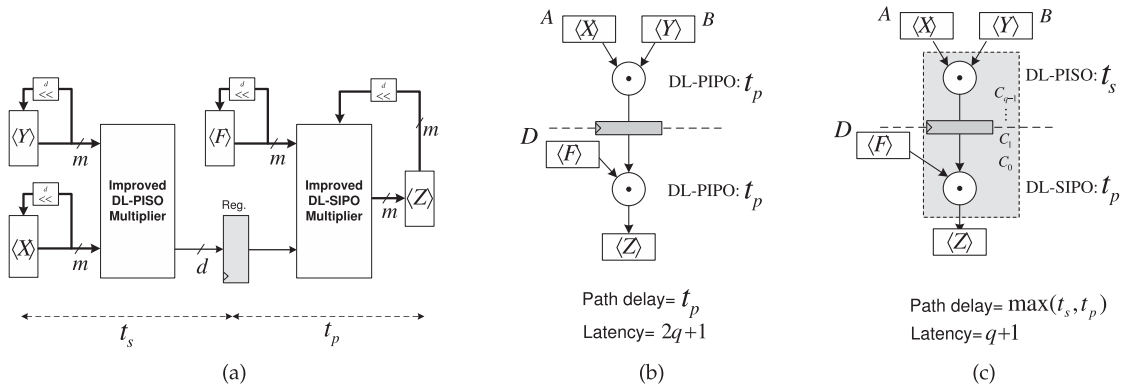 d
<<
⟨Y⟩
m
d
<<
⟨X⟩
m
Improved
DL-PISO
Multiplier
d
Reg.
d
<<
⟨F⟩
m
Improved
DL-SIPO
Multiplier
d
<<
m
m
⟨Z⟩
t_s
t_p
(a)
A ⟨X⟩ ⟨Y⟩ B
DL-PIPO: t_p
D
⟨F⟩
DL-PIPO: t_p
⟨Z⟩
Path delay= t_p
Latency= 2q+1
(b)
A ⟨X⟩ ⟨Y⟩ B
DL-PISO: t_s
C_{q-1}
⋮
C_1
C_0
D
⟨F⟩
DL-SIPO: t_p
⟨Z⟩
Path delay= max(t_s, t_p)
Latency= q+1
(c)